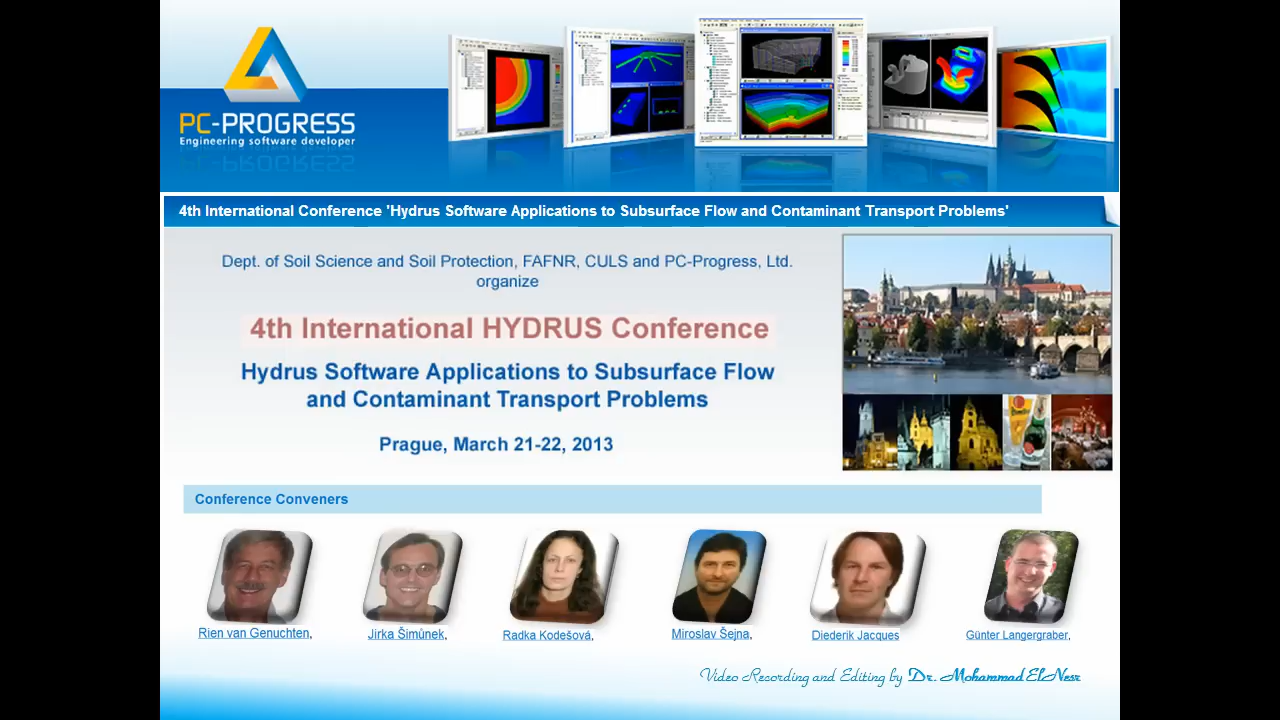 PC-PROGRESS
Engineering software developer
4th International Conference 'Hydrus Software Applications to Subsurface Flow and Contaminant Transport Problems'
Dept. of Soil Science and Soil Protection, FAFNR, CULS and PC-Progress, Ltd.
organize
4th International HYDRUS Conference
Hydrus Software Applications to Subsurface Flow
and Contaminant Transport Problems
Prague, March 21-22, 2013
Conference Conveners
Rien van Genuchten,
Jirka Šimůnek,
Radka Kodešová,
Miroslav Šejna,
Diederik Jacques
Günter Langergraber,
Video Recording and Editing by Dr. Mohammad ElNesr